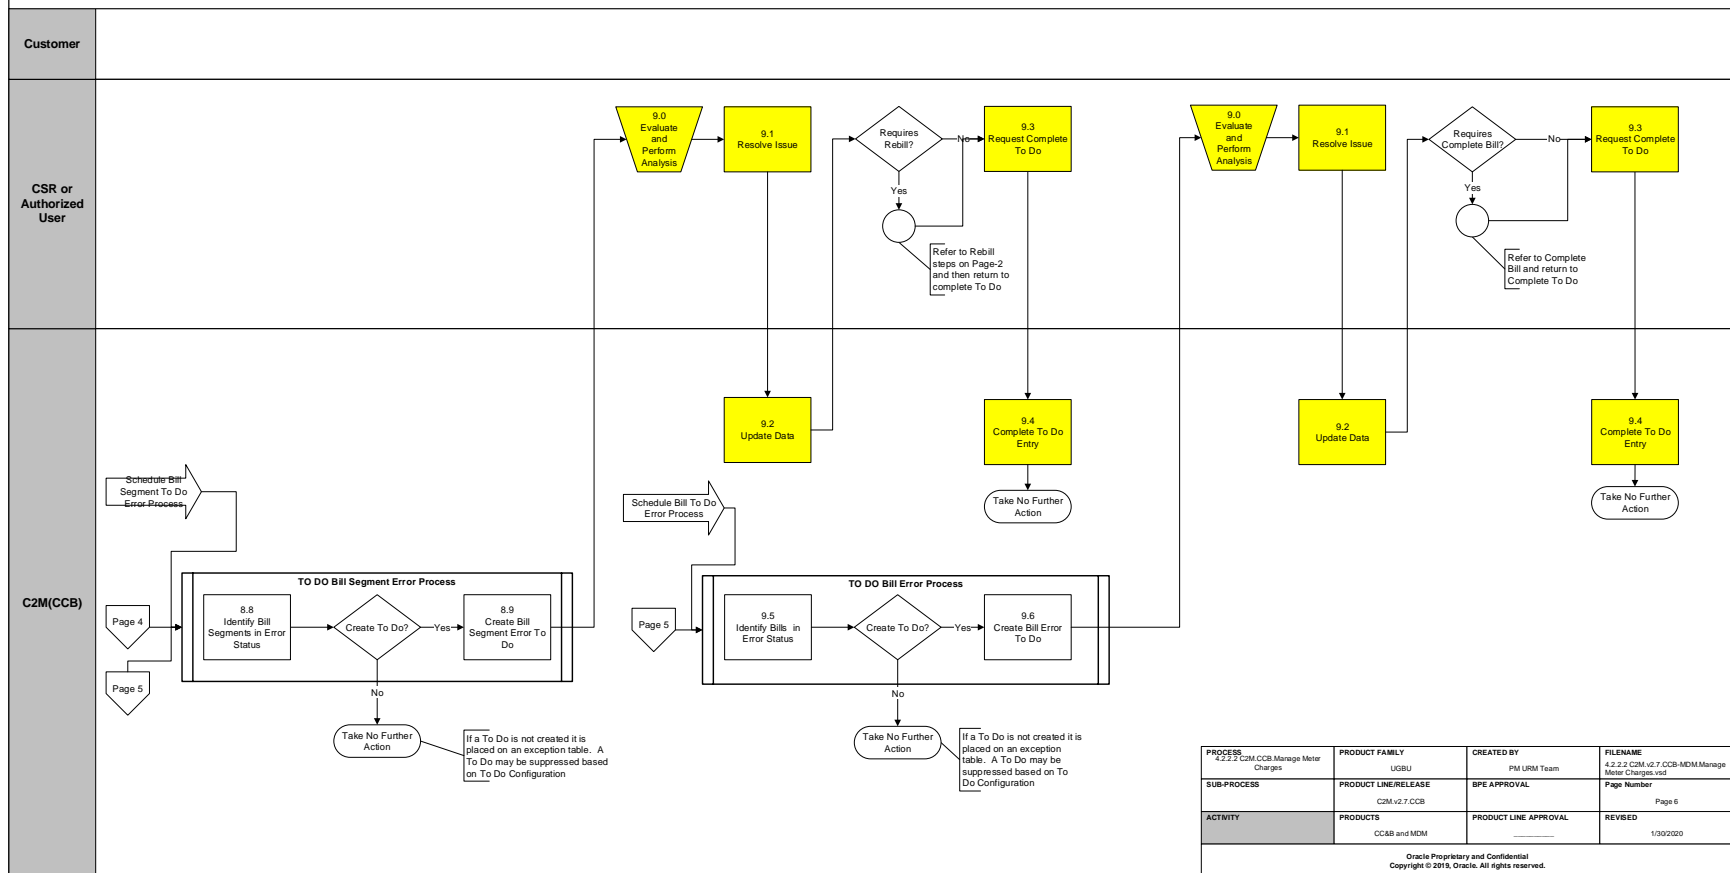 Customer
CSR or
Authorized
User
9.0
Evaluate
and
Perform
Analysis
9.1
Resolve Issue
Requires
Rebill?
No
Yes
9.3
Request Complete
To Do
Refer to Rebill
steps on Page-2
and then return to
complete To Do
9.0
Evaluate
and
Perform
Analysis
9.1
Resolve Issue
Requires
Complete Bill?
No
Yes
9.3
Request Complete
To Do
Refer to Complete
Bill and return to
Complete To Do
C2M(CCB)
9.2
Update Data
9.4
Complete To Do
Entry
Take No Further
Action
9.2
Update Data
9.4
Complete To Do
Entry
Take No Further
Action
Schedule Bill
Segment To Do
Error Process
Page 4
Page 5
TO DO Bill Segment Error Process
8.8
Identify Bill
Segments in Error
Status
Create To Do?
Yes
8.9
Create Bill
Segment Error To
Do
No
Take No Further
Action
If a To Do is not created it is
placed on an exception table. A
To Do may be suppressed based
on To Do Configuration
Schedule Bill To Do
Error Process
Page 5
TO DO Bill Error Process
9.5
Identify Bills in
Error Status
Create To Do?
Yes
9.6
Create Bill Error
To Do
No
Take No Further
Action
If a To Do is not created it is
placed on an exception
table. A To Do may be
suppressed based on To
Do Configuration
PROCESS
4.2.2.2 C2M.CCB.Manage Meter
Charges
PRODUCT FAMILY
UGBU
CREATED BY
PM URM Team
FILENAME
4.2.2.2 C2M.v2.7.CCB-MDM.Manage
Meter Charges.vsd
SUB-PROCESS
PRODUCT LINE/RELEASE
C2M.v2.7.CCB
BPE APPROVAL
Page Number
Page 6
ACTIVITY
PRODUCTS
CC&B and MDM
PRODUCT LINE APPROVAL
___________
REVISED
1/30/2020
Oracle Proprietary and Confidential
Copyright © 2019, Oracle. All rights reserved.